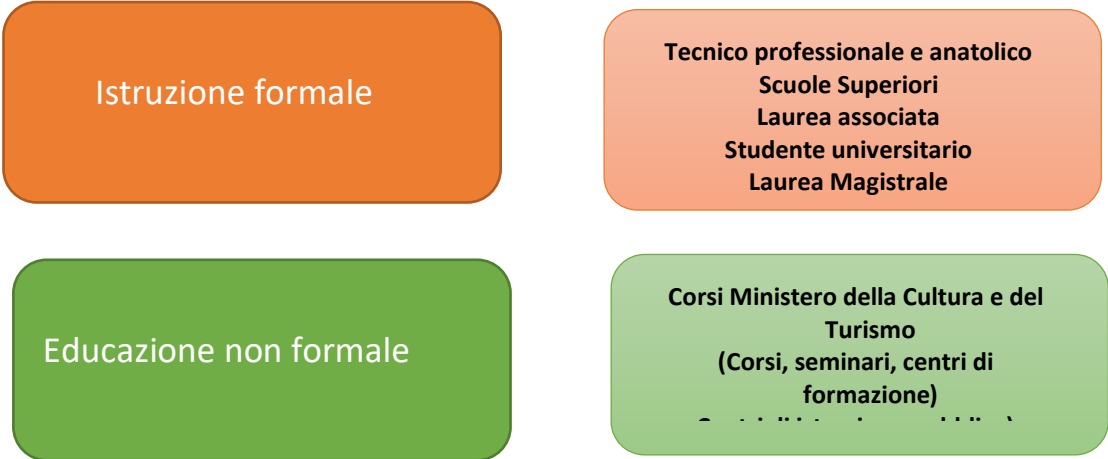 Istruzione formale
Tecnico professionale e anatolico
Scuole Superiori
Laurea associata
Studente universitario
Laurea Magistrale
Educazione non formale
Corsi Ministero della Cultura e del
Turismo
(Corsi, seminari, centri di
formazione)